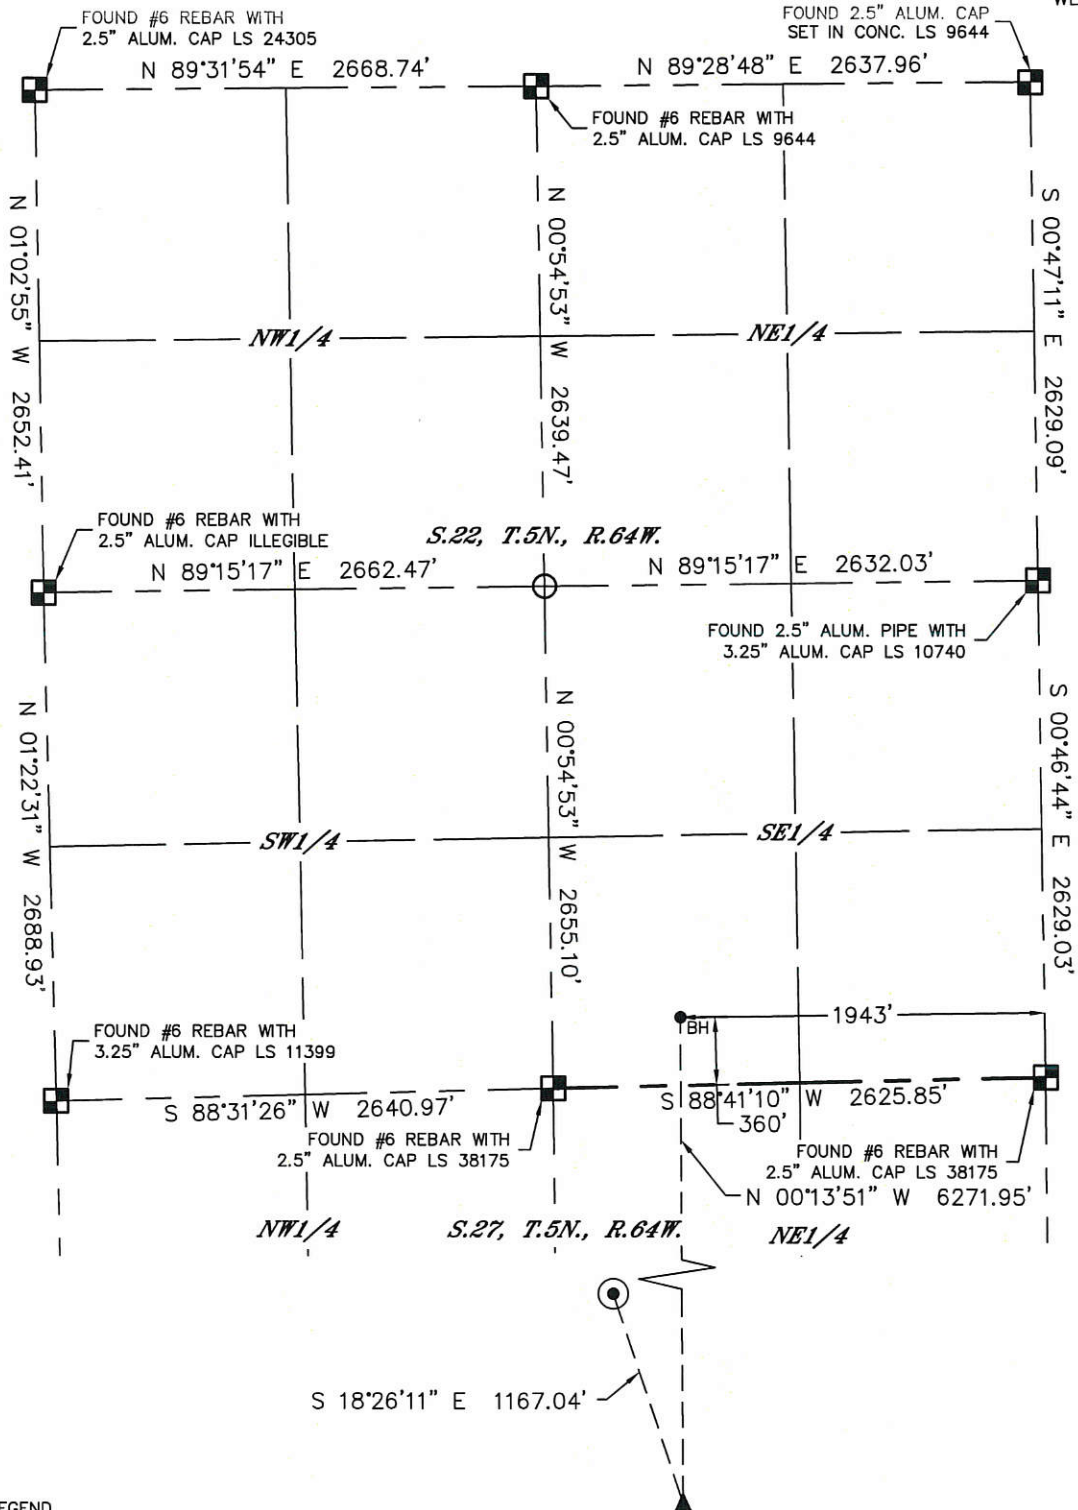 FOUND #6 REBAR WITH
2.5" ALUM. CAP LS 24305
FOUND 2.5" ALUM. CAP
SET IN CONC. LS 9644
N 89°31'54" E 2668.74'
N 89°28'48" E 2637.96'
FOUND #6 REBAR WITH
2.5" ALUM. CAP LS 9644
N 01°02'55" W 2652.41'
N 00°54'53" W 2639.47'
S 00°47'11" E 2629.09'
NW1/4
NE1/4
FOUND #6 REBAR WITH
2.5" ALUM. CAP ILLEGIBLE
S.22, T.5N., R.64W.
N 89°15'17" E 2662.47'
N 89°15'17" E 2632.03'
FOUND 2.5" ALUM. PIPE WITH
3.25" ALUM. CAP LS 10740
N 01°22'31" W 2688.93'
N 00°54'53" W 2655.10'
S 00°46'44" E 2629.03'
SW1/4
SE1/4
BH
1943'
FOUND #6 REBAR WITH
3.25" ALUM. CAP LS 11399
S 88°31'26" W 2640.97'
S 88°41'10" W 2625.85'
360'
FOUND #6 REBAR WITH
2.5" ALUM. CAP LS 38175
FOUND #6 REBAR WITH
2.5" ALUM. CAP LS 38175
N 00°13'51" W 6271.95'
NW1/4
S.27, T.5N., R.64W.
NE1/4
S 18°26'11" E 1167.04'